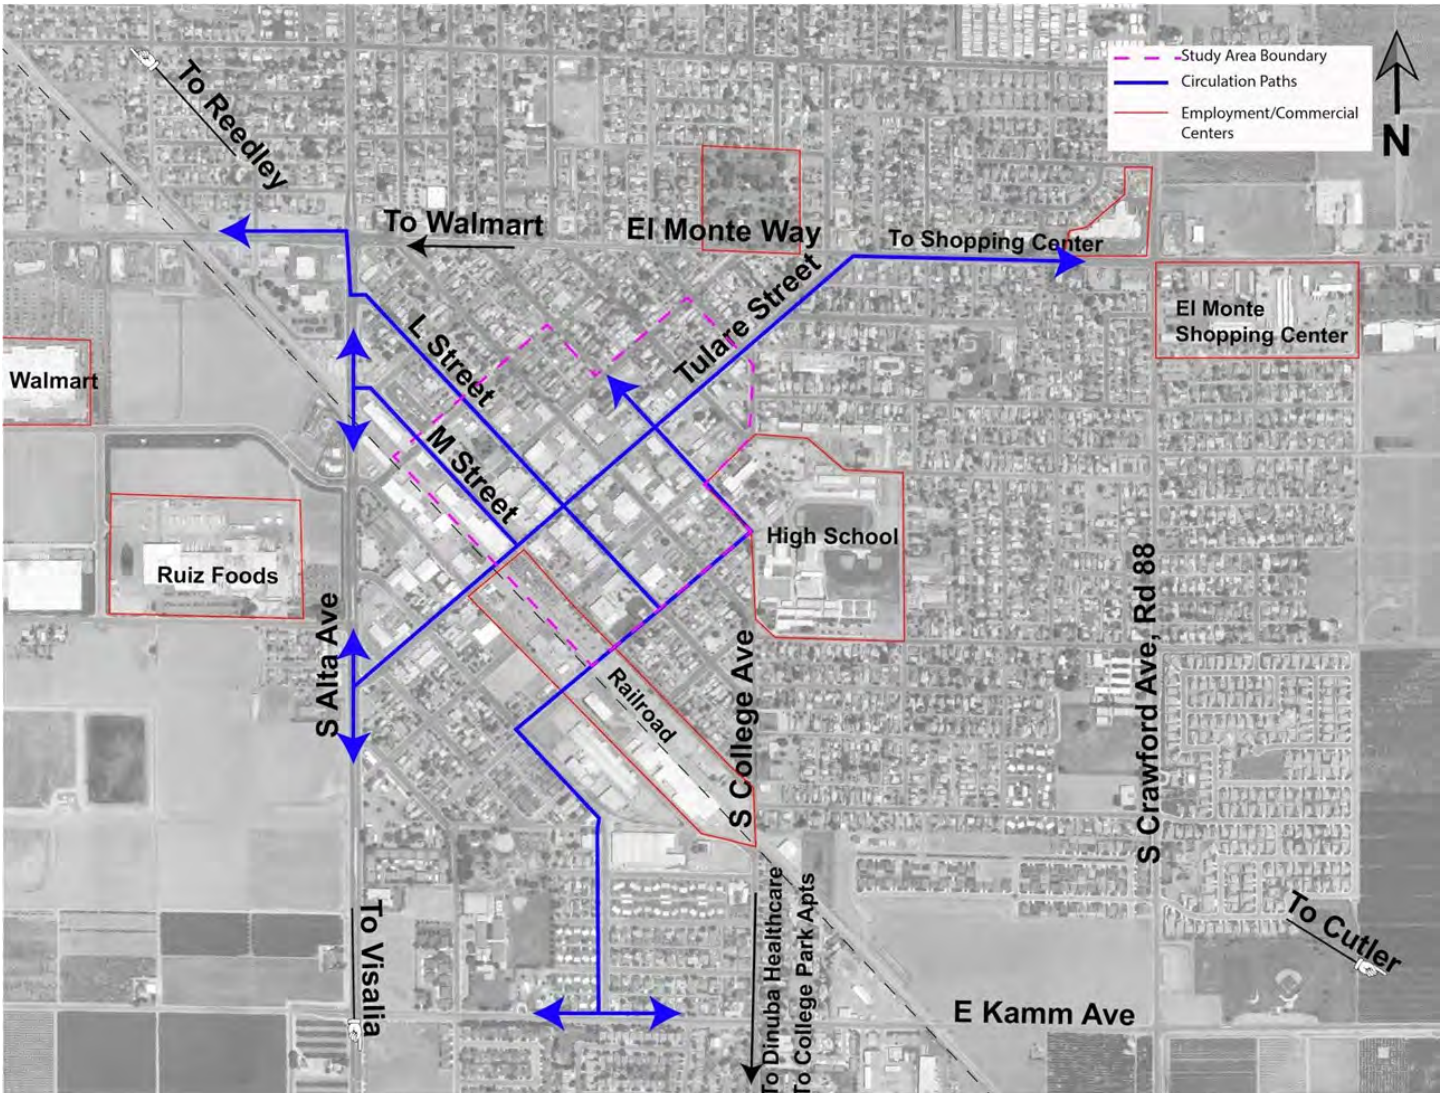 Study Area Boundary
Circulation Paths
Employment/Commercial
Centers
N
To Reedley
To Walmart
El Monte Way
To Shopping Center
El Monte
Shopping Center
Tulare Street
L Street
M Street
Walmart
High School
Ruiz Foods
S Alta Ave
Railroad
S College Ave
S Crawford Ave, Rd 88
To Visalia
To Dinuba Healthcare
To College Park Apts
To Cutler
E Kamm Ave